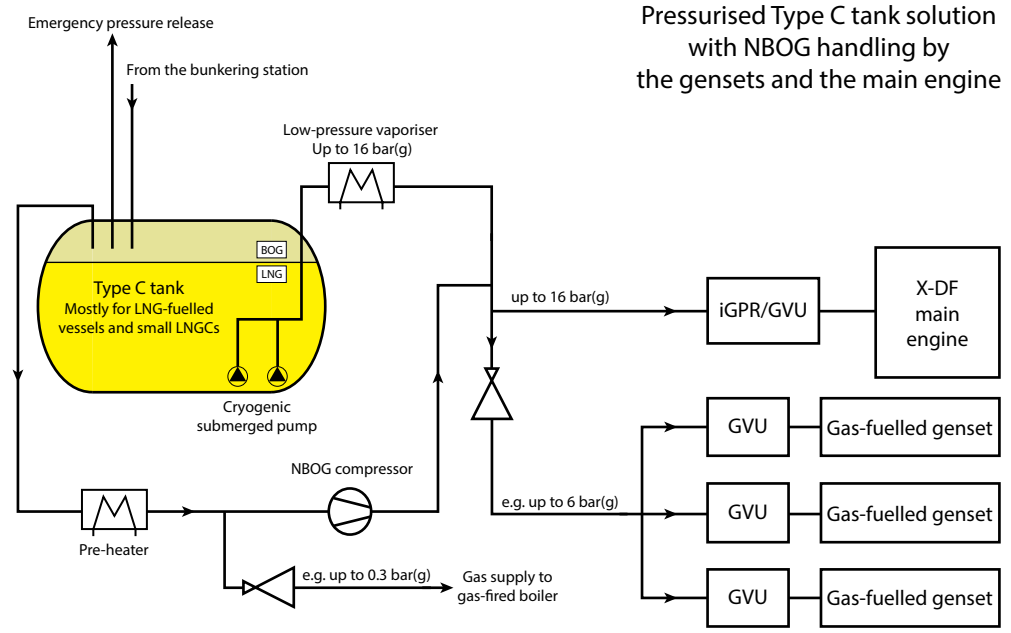 Pressurised Type C tank solution
with NBOG handling by
the gensets and the main engine
Emergency pressure release
From the bunkering station
Low-pressure vaporiser
Up to 16 bar(g)
BOG
LNG
Type C tank
Mostly for LNG-fuelled
vessels and small LNGCs
Cryogenic
submerged pump
up to 16 bar(g)
iGPR/GVU
X-DF
main
engine
GVU
Gas-fuelled genset
NBOG compressor
e.g. up to 6 bar(g)
GVU
Gas-fuelled genset
Pre-heater
e.g. up to 0.3 bar(g)
Gas supply to
gas-fired boiler
GVU
Gas-fuelled genset